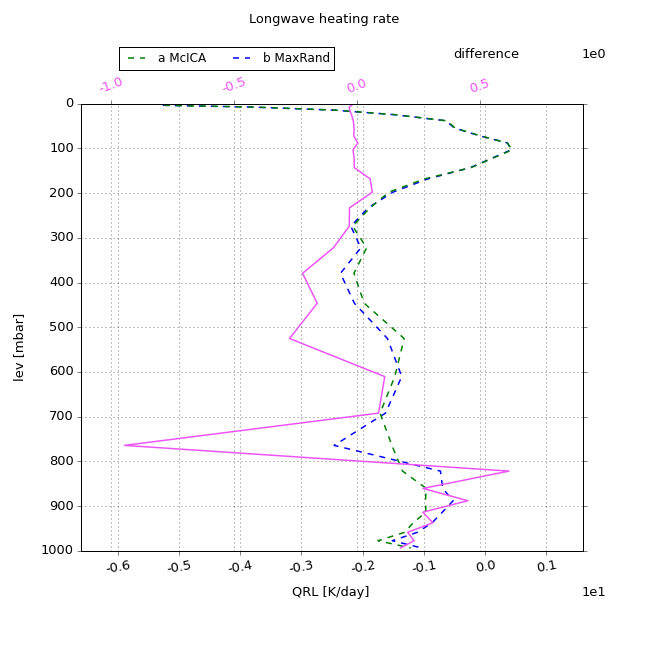 Longwave heating rate
a McICA b MaxRand
difference 1e0
-1.0 -0.5 0.0 0.5
0
100
200
300
400
500
600
700
800
900
1000
lev [mbar]
-0.6 -0.5 -0.4 -0.3 -0.2 -0.1 0.0 0.1
QRL [K/day] 1e1